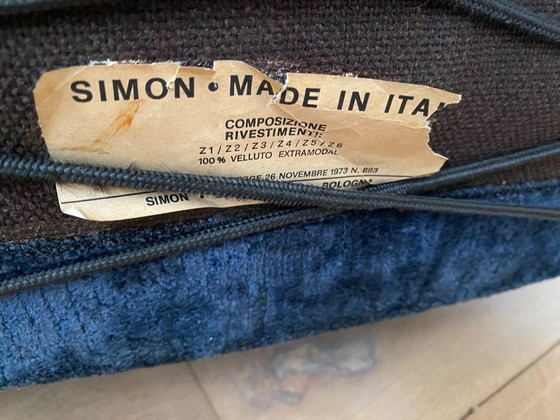 SIMON • MADE IN ITA
COMPOSIZIONE
RIVESTIMENTI:
Z1 / Z2 / Z3 / Z4 / Z5 / Z6
100 % VELLUTO EXTRAMODAL
26 NOVEMBRE 1973 N. 883
SIMON BOLOGNA